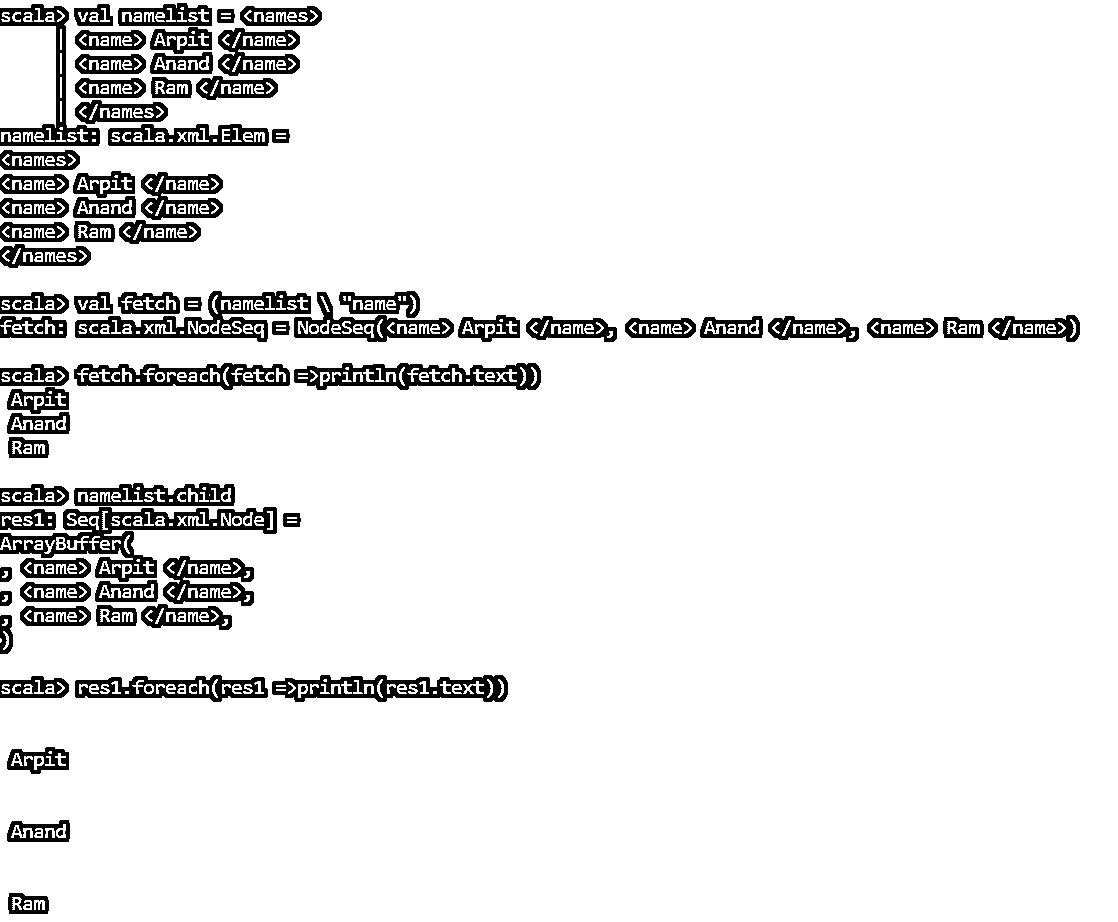 scala> val namelist = <names>
| <name> Arpit </name>
| <name> Anand </name>
| <name> Ram </name>
| </names>
namelist: scala.xml.Elem =
<names>
<name> Arpit </name>
<name> Anand </name>
<name> Ram </name>
</names>
scala> val fetch = (namelist \ "name")
fetch: scala.xml.NodeSeq = NodeSeq(<name> Arpit </name>, <name> Anand </name>, <name> Ram </name>)
scala> fetch.foreach(fetch =>println(fetch.text))
Arpit
Anand
Ram
scala> namelist.child
res1: Seq[scala.xml.Node] =
ArrayBuffer(
, <name> Arpit </name>,
, <name> Anand </name>,
, <name> Ram </name>,
)
scala> res1.foreach(res1 =>println(res1.text))
Arpit
Anand
Ram